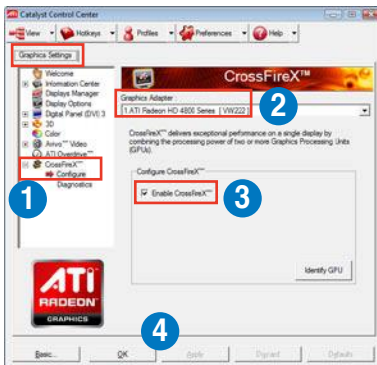 Catalyst Control Center
View Hotkeys Profiles Preferences Help
Graphics Settings
Welcome
Information Center
Displays Manager
Display Options
Digital Panel (DVI) 3
3D
Color
Avivo™ Video
ATI Overdrive™
CrossFireX™
Configure
Diagnostics
1
ATI
RADEON
GRAPHICS
CrossFireX™
Graphics Adapter :
1. ATI Radeon HD 4800 Series [ VW222 ]
2
CrossFireX™ delivers exceptional performance on a single display by
combining the processing power of two or more Graphics Processing Units
(GPUs).
Configure CrossFireX™
Enable CrossFireX™
3
Identify GPU
4
Basic... OK Apply Discard Defaults